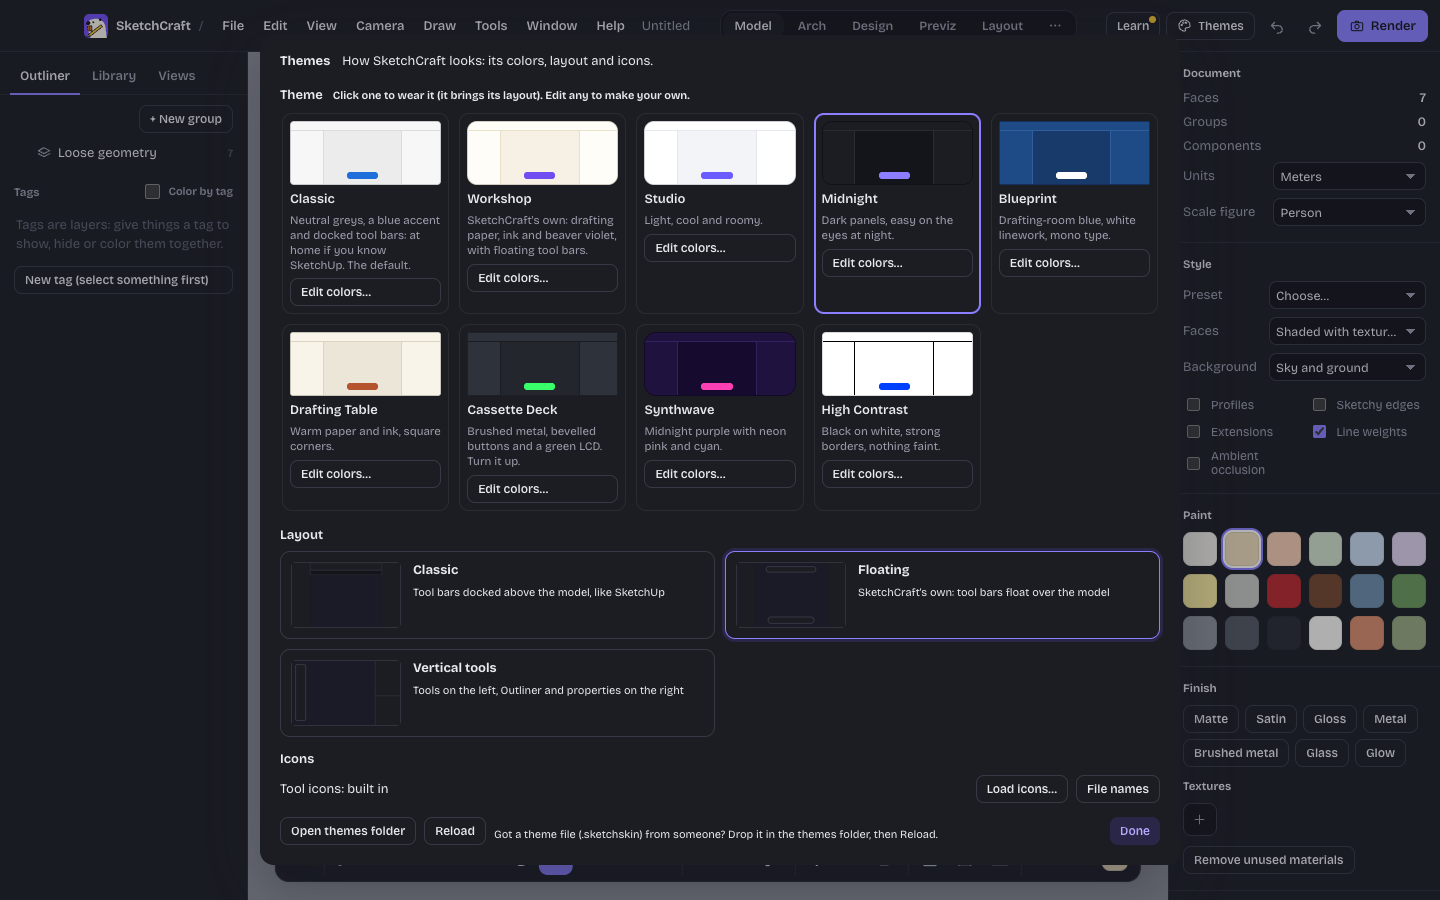 SketchCraft / File Edit View Camera Draw Tools Window Help Untitled Model Arch Design Previz Layout ··· Learn Themes Render
Outliner Library Views
+ New group
Loose geometry 7
Tags Color by tag
Tags are layers: give things a tag to
show, hide or color them together.
New tag (select something first)
Themes How SketchCraft looks: its colors, layout and icons.
Theme Click one to wear it (it brings its layout). Edit any to make your own.
Classic
Neutral greys, a blue accent
and docked tool bars: at
home if you know
SketchUp. The default.
Edit colors...
Workshop
SketchCraft's own: drafting
paper, ink and beaver violet,
with floating tool bars.
Edit colors...
Studio
Light, cool and roomy.
Edit colors...
Midnight
Dark panels, easy on the
eyes at night.
Edit colors...
Blueprint
Drafting-room blue, white
linework, mono type.
Edit colors...
Drafting Table
Warm paper and ink, square
corners.
Edit colors...
Cassette Deck
Brushed metal, bevelled
buttons and a green LCD.
Turn it up.
Edit colors...
Synthwave
Midnight purple with neon
pink and cyan.
Edit colors...
High Contrast
Black on white, strong
borders, nothing faint.
Edit colors...
Layout
Classic
Tool bars docked above the model, like SketchUp
Floating
SketchCraft's own: tool bars float over the model
Vertical tools
Tools on the left, Outliner and properties on the right
Icons
Tool icons: built in
Load icons...
File names
Open themes folder
Reload
Got a theme file (.sketchskin) from someone? Drop it in the themes folder, then Reload.
Done
Document
Faces 7
Groups 0
Components 0
Units Meters
Scale figure Person
Style
Preset Choose...
Faces Shaded with textur...
Background Sky and ground
Profiles Sketchy edges
Extensions Line weights
Ambient
occlusion
Paint
Finish
Matte Satin Gloss Metal
Brushed metal Glass Glow
Textures
+
Remove unused materials